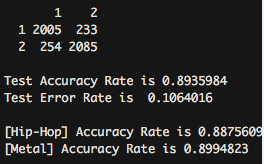 1 2
1 2005 233
2 254 2085
Test Accuracy Rate is 0.8935984
Test Error Rate is 0.1064016
[Hip-Hop] Accuracy Rate is 0.8875609
[Metal] Accuracy Rate is 0.8994823